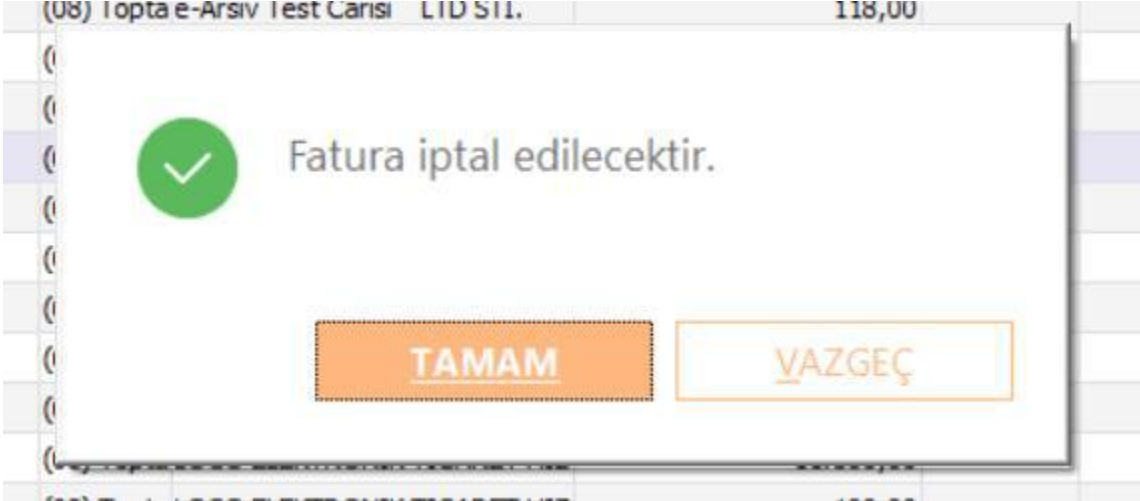 (08) Topta e-Arsiv Test Carisi LTD STI. 118,00
Fatura iptal edilecektir.
TAMAM VAZGEÇ